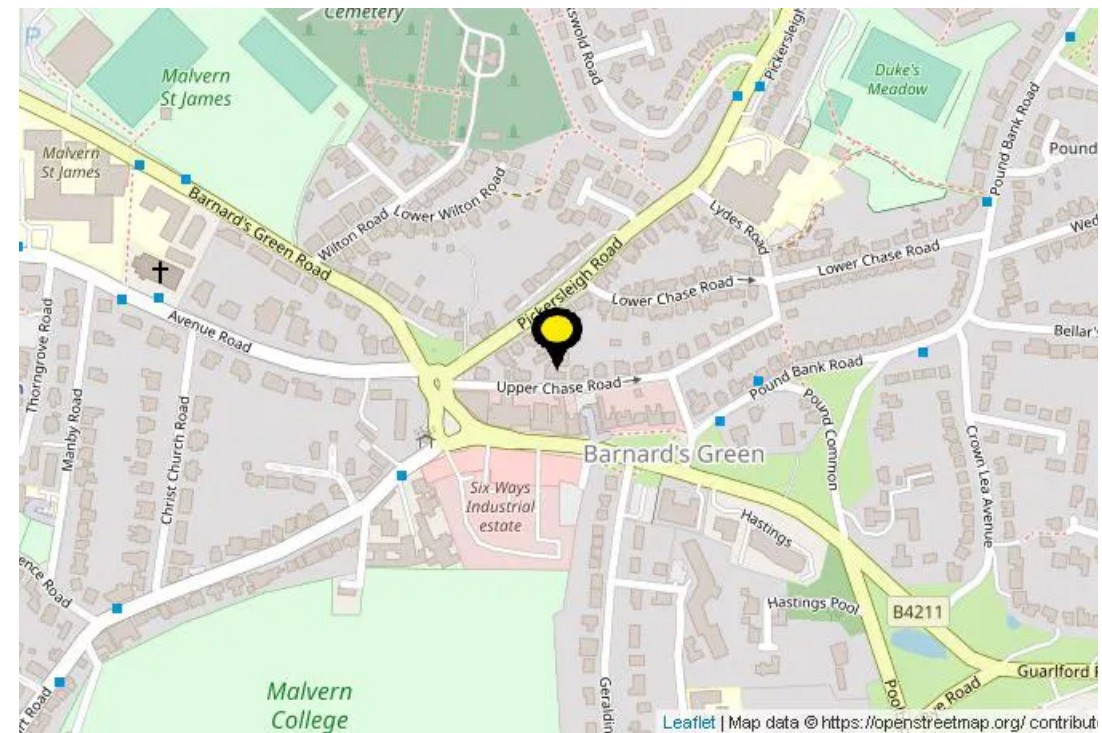 Cemetery
P
Malvern
St James
Duke's
Meadow
Pickersleigh
Malvern
St James
Pound Bank Road
Pound
Barnard's Green Road
Wilton Road
Lower Wilton Road
Lydes Road
Pickersleigh Road
Lower Chase Road
Lower Chase Road
Avenue Road
Thorngrove Road
Manby Road
Christ Church Road
Upper Chase Road
Pound Bank Road
Pound Common
Crown Lea Avenue
Barnard's Green
Six Ways
Industrial
estate
Hastings
Hastings Pool
B4211
Guarlford
Malvern
College
Road
Leaflet | Map data © https://openstreetmap.org/